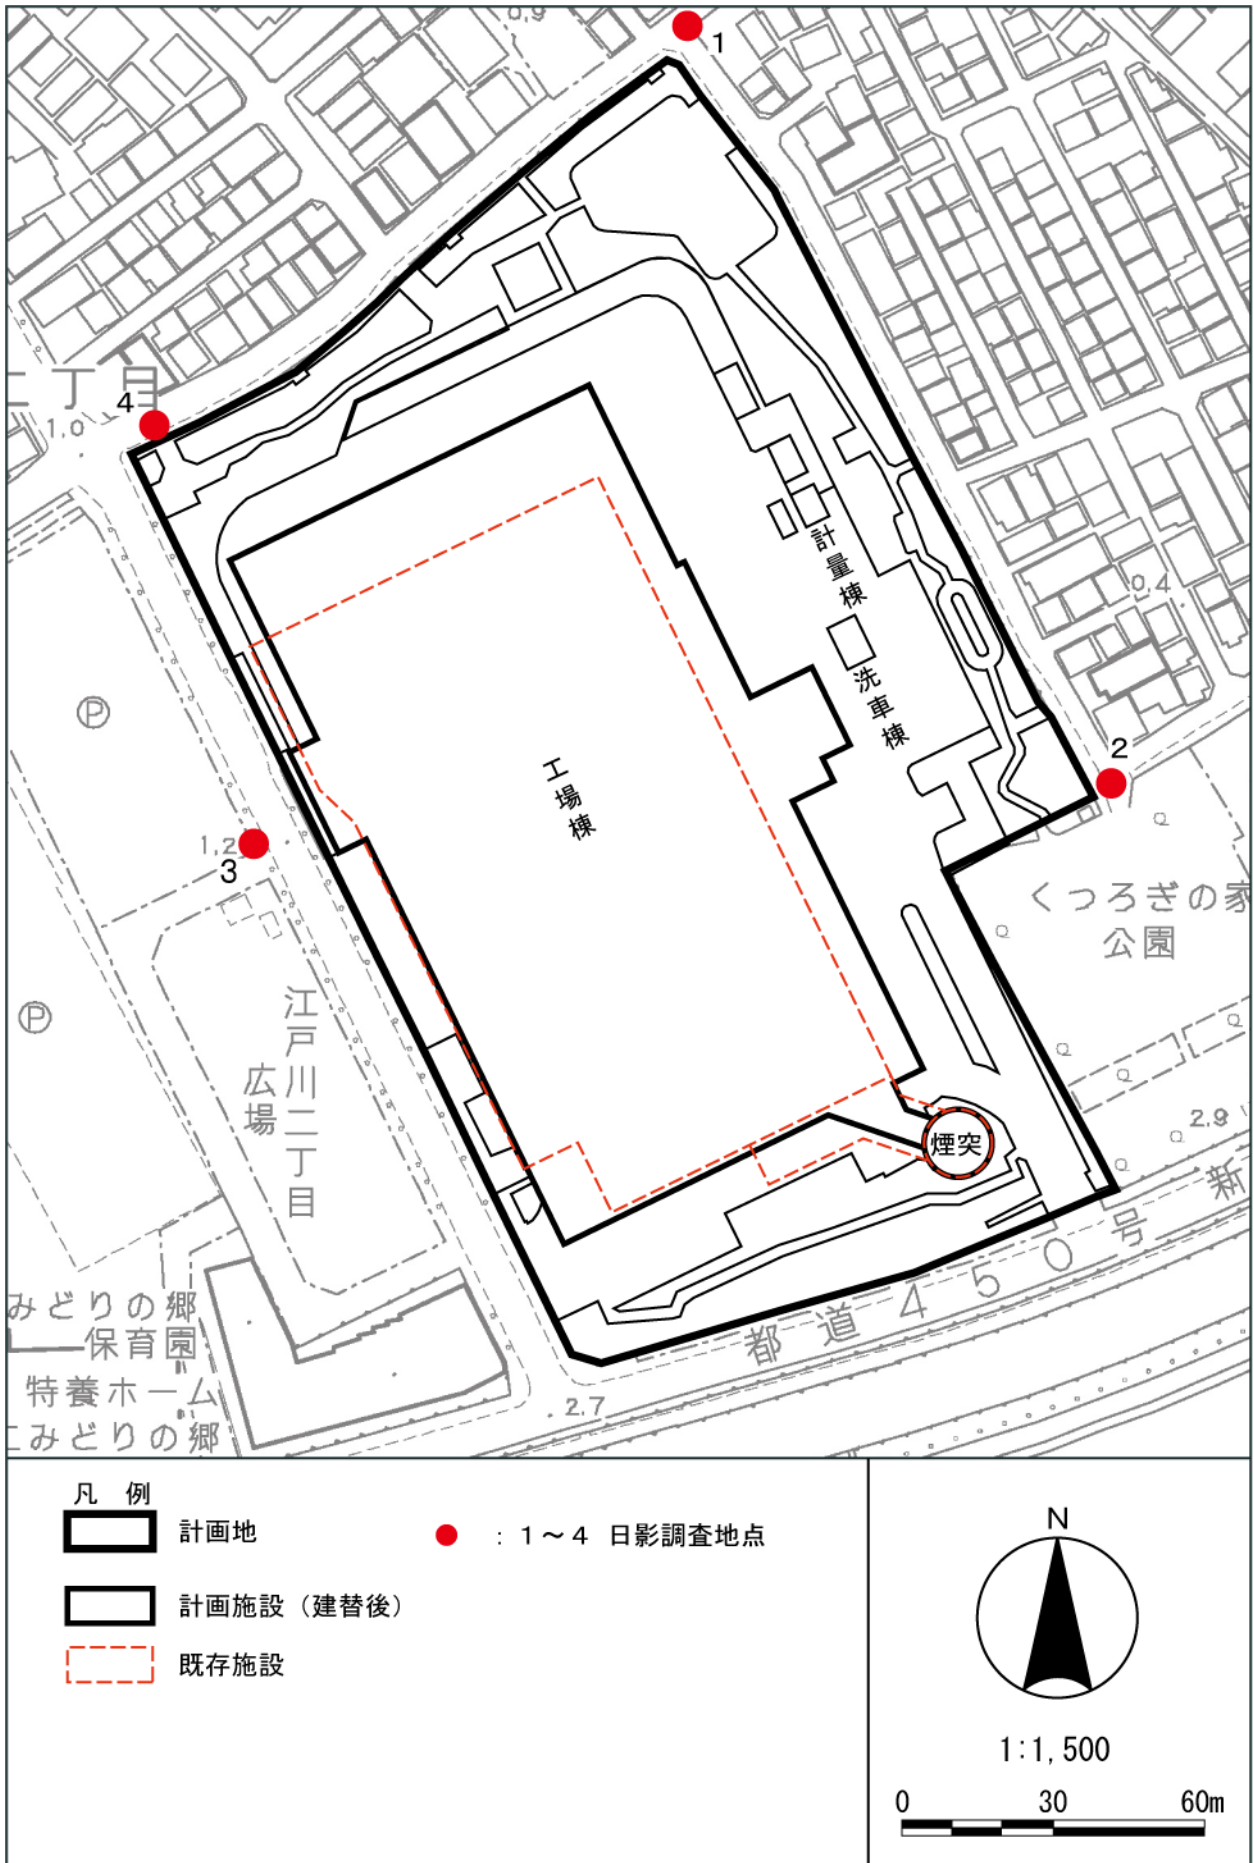 0.9
1
二丁目
4
1.0
計量棟
0.4
洗車棟
2
P
工場棟
1.2
3
くつろぎの家
公園
P
江戸川二丁目
広場
煙突
2.9
新
都道450号
みどりの郷
保育園
特養ホーム
みどりの郷
2.7
凡 例
計画地
: 1~4 日影調査地点
計画施設（建替後）
既存施設
N
1:1,500
0 30 60m